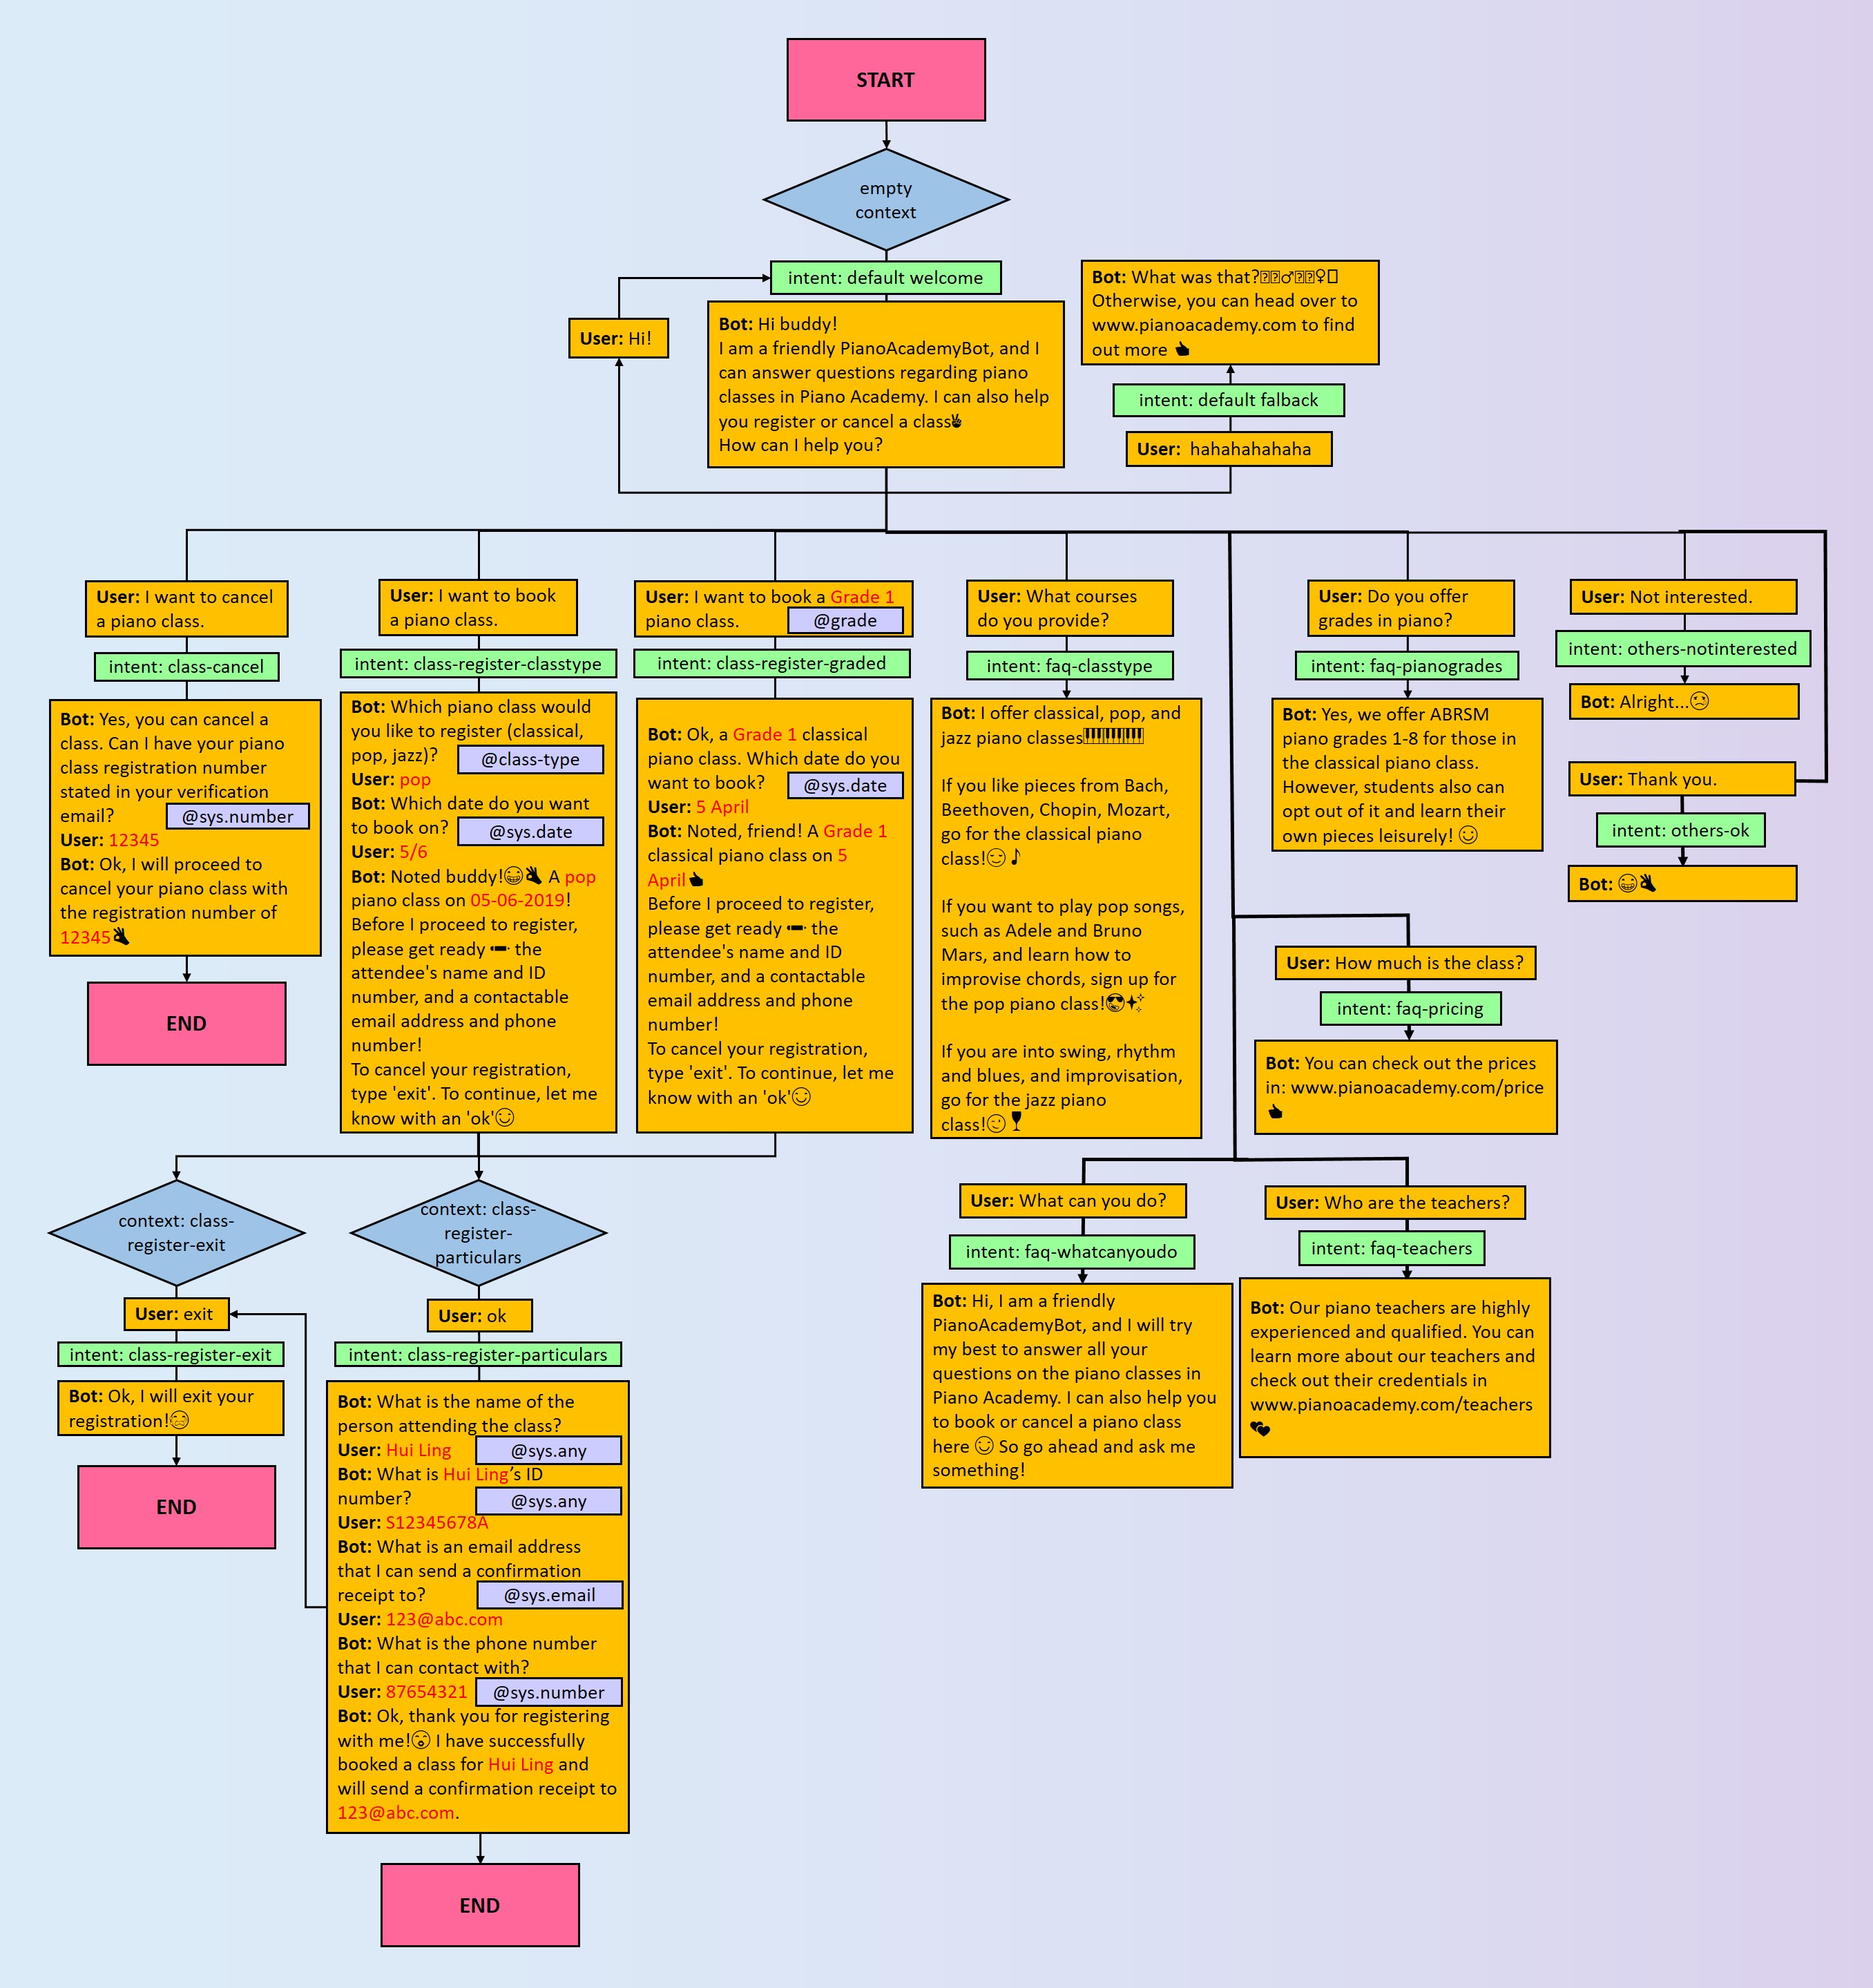 START
empty
context
intent: default welcome
User: Hi!
Bot: Hi buddy!
I am a friendly PianoAcademyBot, and I
can answer questions regarding piano
classes in Piano Academy. I can also help
you register or cancel a class✌
How can I help you?
Bot: What was that?⍰⍰♂⍰⍰♀▯
Otherwise, you can head over to
www.pianoacademy.com to find
out more 👍
intent: default falback
User: hahahahahaha
User: I want to cancel
a piano class.
intent: class-cancel
Bot: Yes, you can cancel a
class. Can I have your piano
class registration number
stated in your verification
email?
@sys.number
User: 12345
Bot: Ok, I will proceed to
cancel your piano class with
the registration number of
12345👌
END
User: I want to book
a piano class.
intent: class-register-classtype
Bot: Which piano class would
you like to register (classical,
pop, jazz)?
@class-type
User: pop
Bot: Which date do you want
to book on?
@sys.date
User: 5/6
Bot: Noted buddy!😁👌 A pop
piano class on 05-06-2019!
Before I proceed to register,
please get ready ✏ the
attendee's name and ID
number, and a contactable
email address and phone
number!
To cancel your registration,
type 'exit'. To continue, let me
know with an 'ok'😊
User: I want to book a Grade 1
piano class.
@grade
intent: class-register-graded
Bot: Ok, a Grade 1 classical
piano class. Which date do you
want to book?
@sys.date
User: 5 April
Bot: Noted, friend! A Grade 1
classical piano class on 5
April👍
Before I proceed to register,
please get ready ✏ the
attendee's name and ID
number, and a contactable
email address and phone
number!
To cancel your registration,
type 'exit'. To continue, let me
know with an 'ok'😊
User: What courses
do you provide?
intent: faq-classtype
Bot: I offer classical, pop, and
jazz piano classes🎹🎹🎹
If you like pieces from Bach,
Beethoven, Chopin, Mozart,
go for the classical piano
class!😌🎵
If you want to play pop songs,
such as Adele and Bruno
Mars, and learn how to
improvise chords, sign up for
the pop piano class!😍✨
If you are into swing, rhythm
and blues, and improvisation,
go for the jazz piano
class!😉🍷
User: Do you offer
grades in piano?
intent: faq-pianogrades
Bot: Yes, we offer ABRSM
piano grades 1-8 for those in
the classical piano class.
However, students also can
opt out of it and learn their
own pieces leisurely! 😊
User: Not interested.
intent: others-notinterested
Bot: Alright...😢
User: Thank you.
intent: others-ok
Bot: 😁👌
User: How much is the class?
intent: faq-pricing
Bot: You can check out the prices
in: www.pianoacademy.com/price
👍
User: What can you do?
intent: faq-whatcanyoudo
Bot: Hi, I am a friendly
PianoAcademyBot, and I will try
my best to answer all your
questions on the piano classes in
Piano Academy. I can also help you
to book or cancel a piano class
here 😊 So go ahead and ask me
something!
User: Who are the teachers?
intent: faq-teachers
Bot: Our piano teachers are highly
experienced and qualified. You can
learn more about our teachers and
check out their credentials in
www.pianoacademy.com/teachers
💕
context: class-
register-exit
User: exit
intent: class-register-exit
Bot: Ok, I will exit your
registration!😢
END
context: class-
register-
particulars
User: ok
intent: class-register-particulars
Bot: What is the name of the
person attending the class?
User: Hui Ling
@sys.any
Bot: What is Hui Ling’s ID
number?
@sys.any
User: S12345678A
Bot: What is an email address
that I can send a confirmation
receipt to?
@sys.email
User: 123@abc.com
Bot: What is the phone number
that I can contact with?
User: 87654321
@sys.number
Bot: Ok, thank you for registering
with me!😚 I have successfully
booked a class for Hui Ling and
will send a confirmation receipt to
123@abc.com.
END